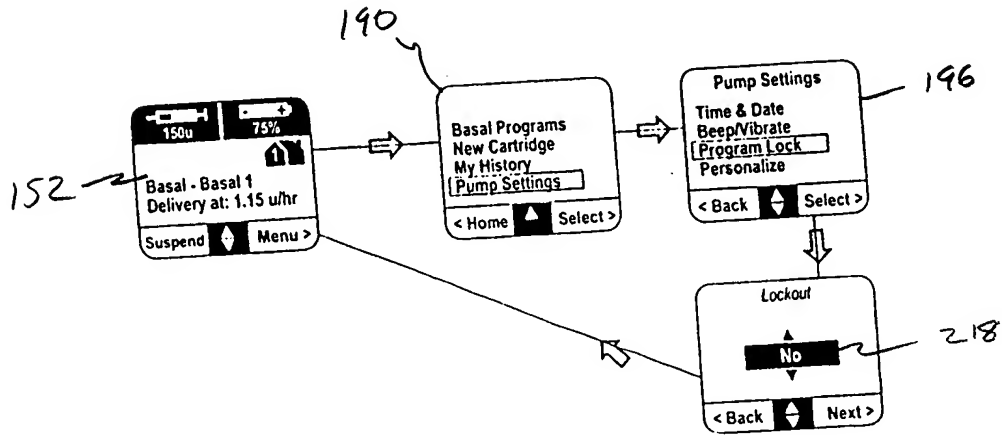 190
196
152
218
150u
75%
1
Basal - Basal 1
Delivery at: 1.15 u/hr
Suspend
Menu >
Basal Programs
New Cartridge
My History
Pump Settings
< Home
Select >
Pump Settings
Time & Date
Beep/Vibrate
Program Lock
Personalize
< Back
Select >
Lockout
No
< Back
Next >